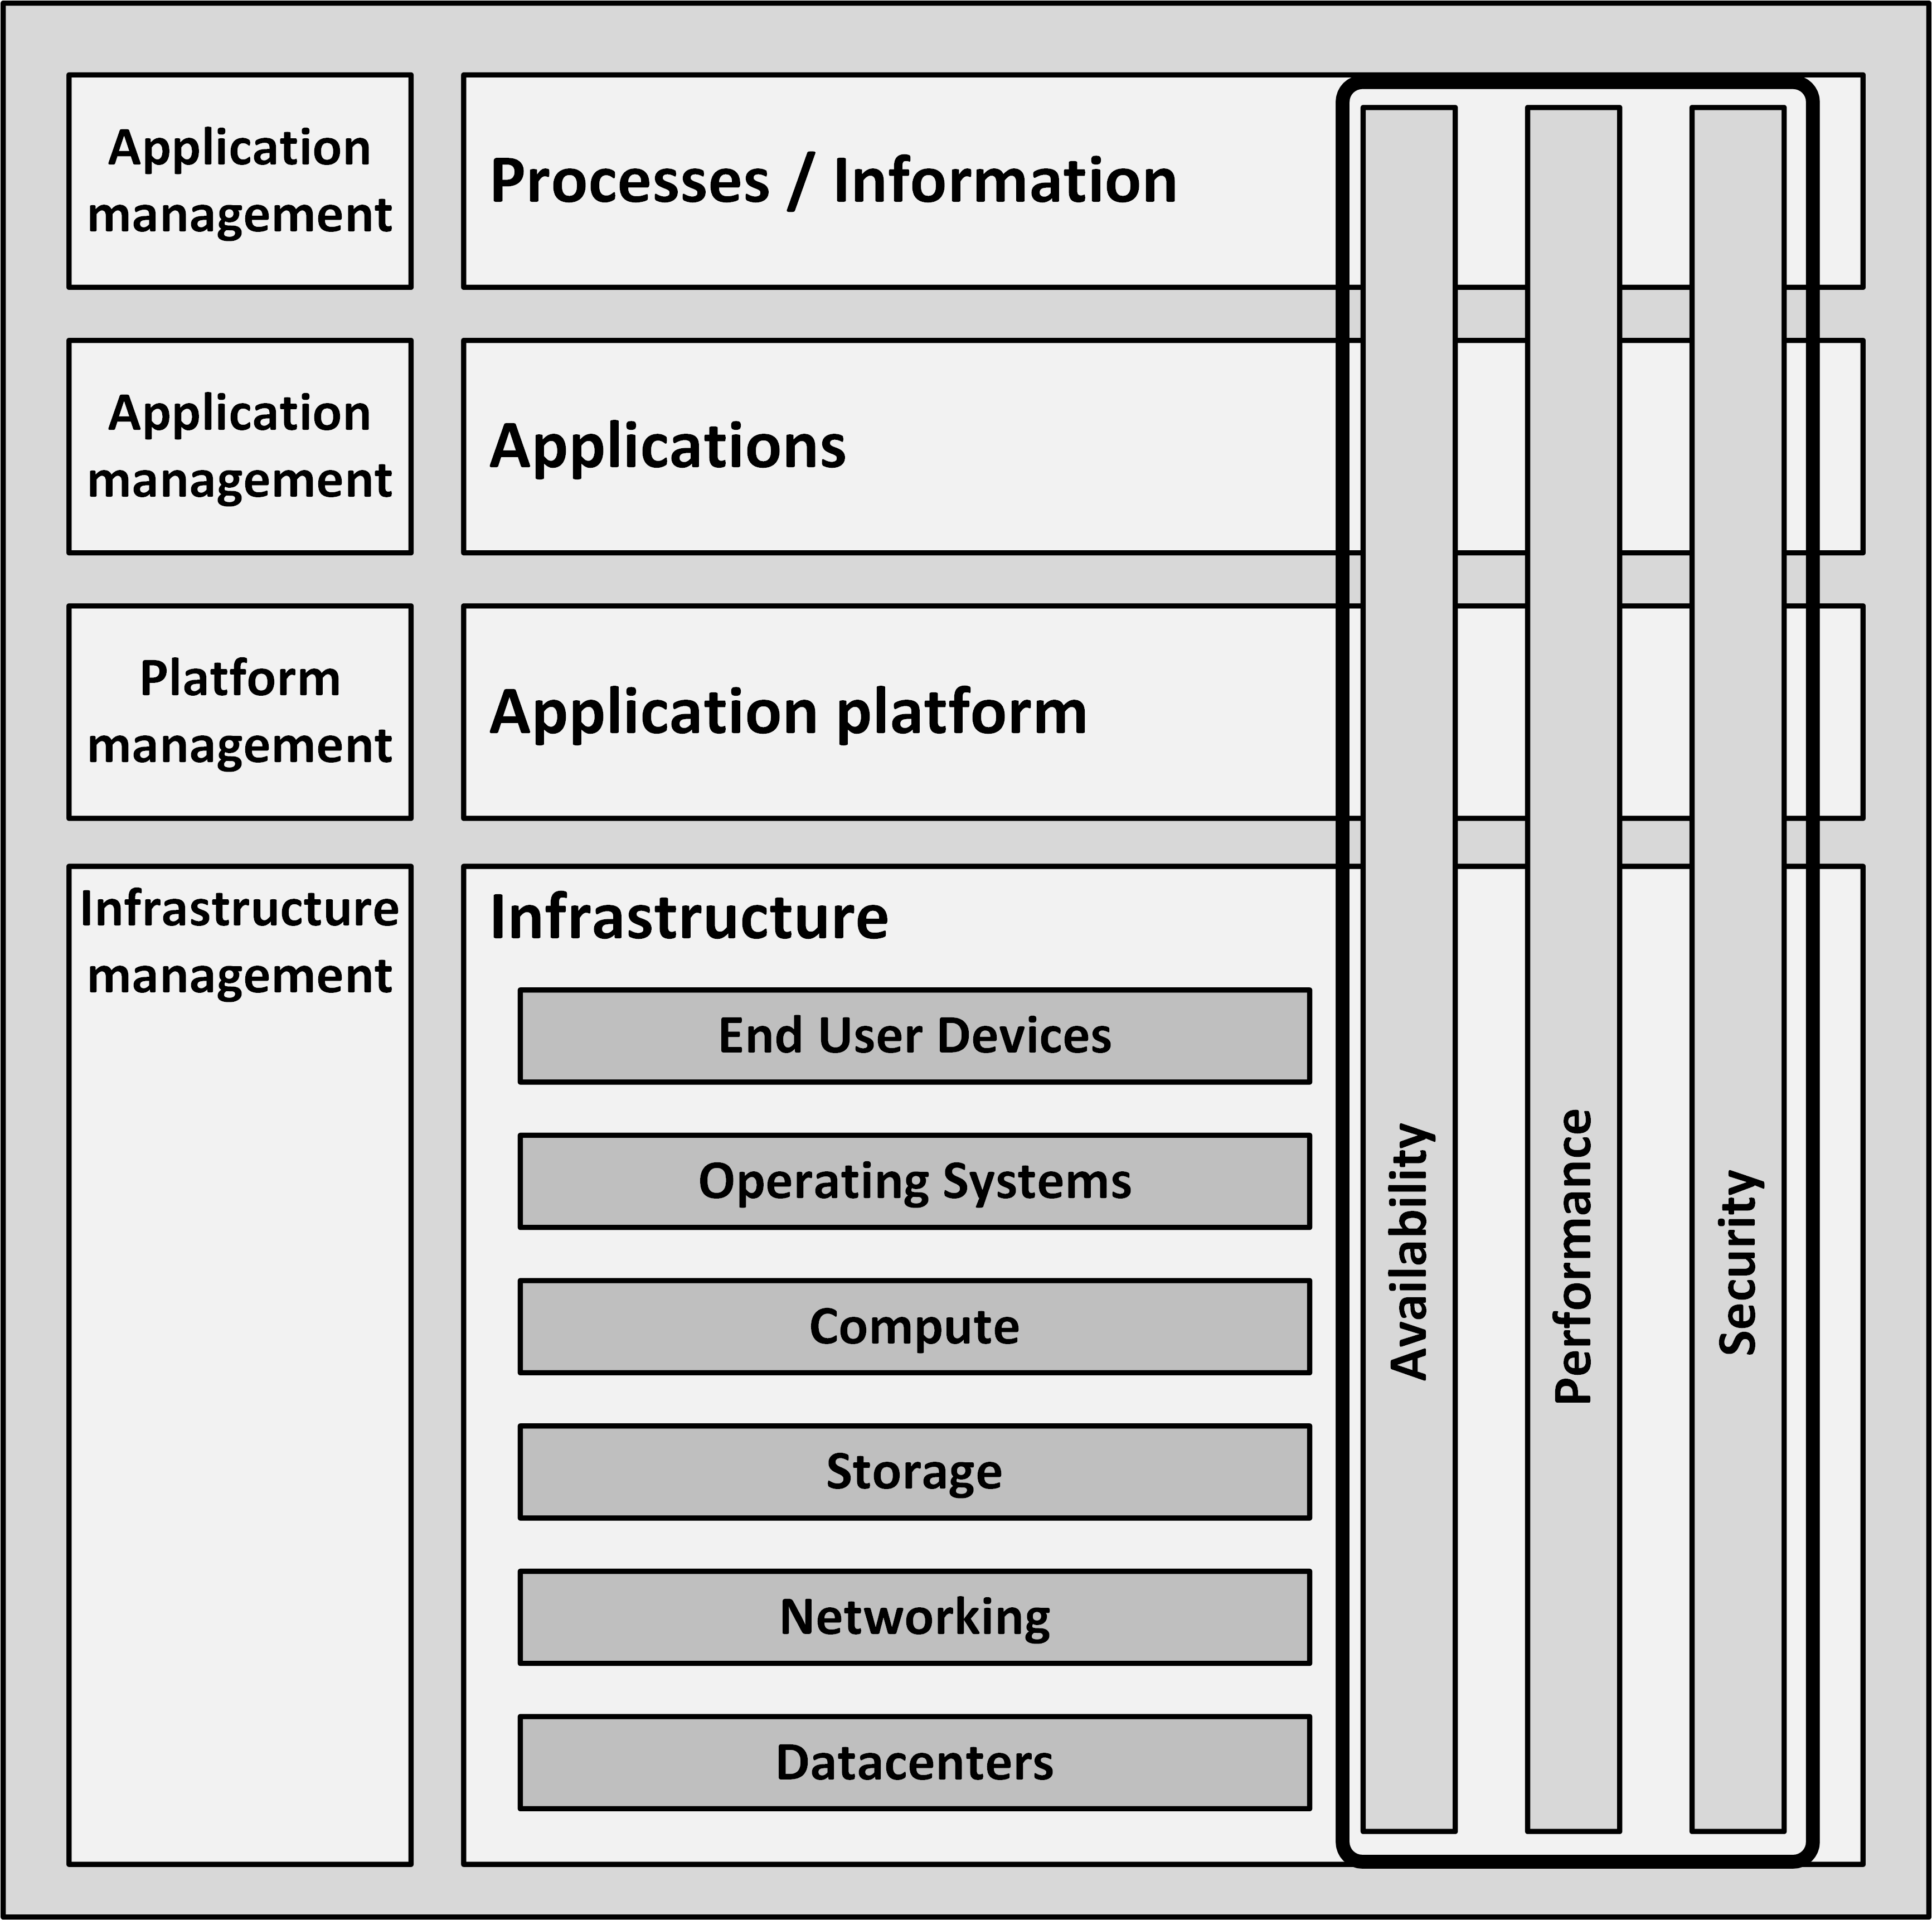 Application
management
Processes / Information
Application
management
Applications
Platform
management
Application platform
Infrastructure
management
Infrastructure
End User Devices
Operating Systems
Compute
Storage
Networking
Datacenters
Availability
Performance
Security